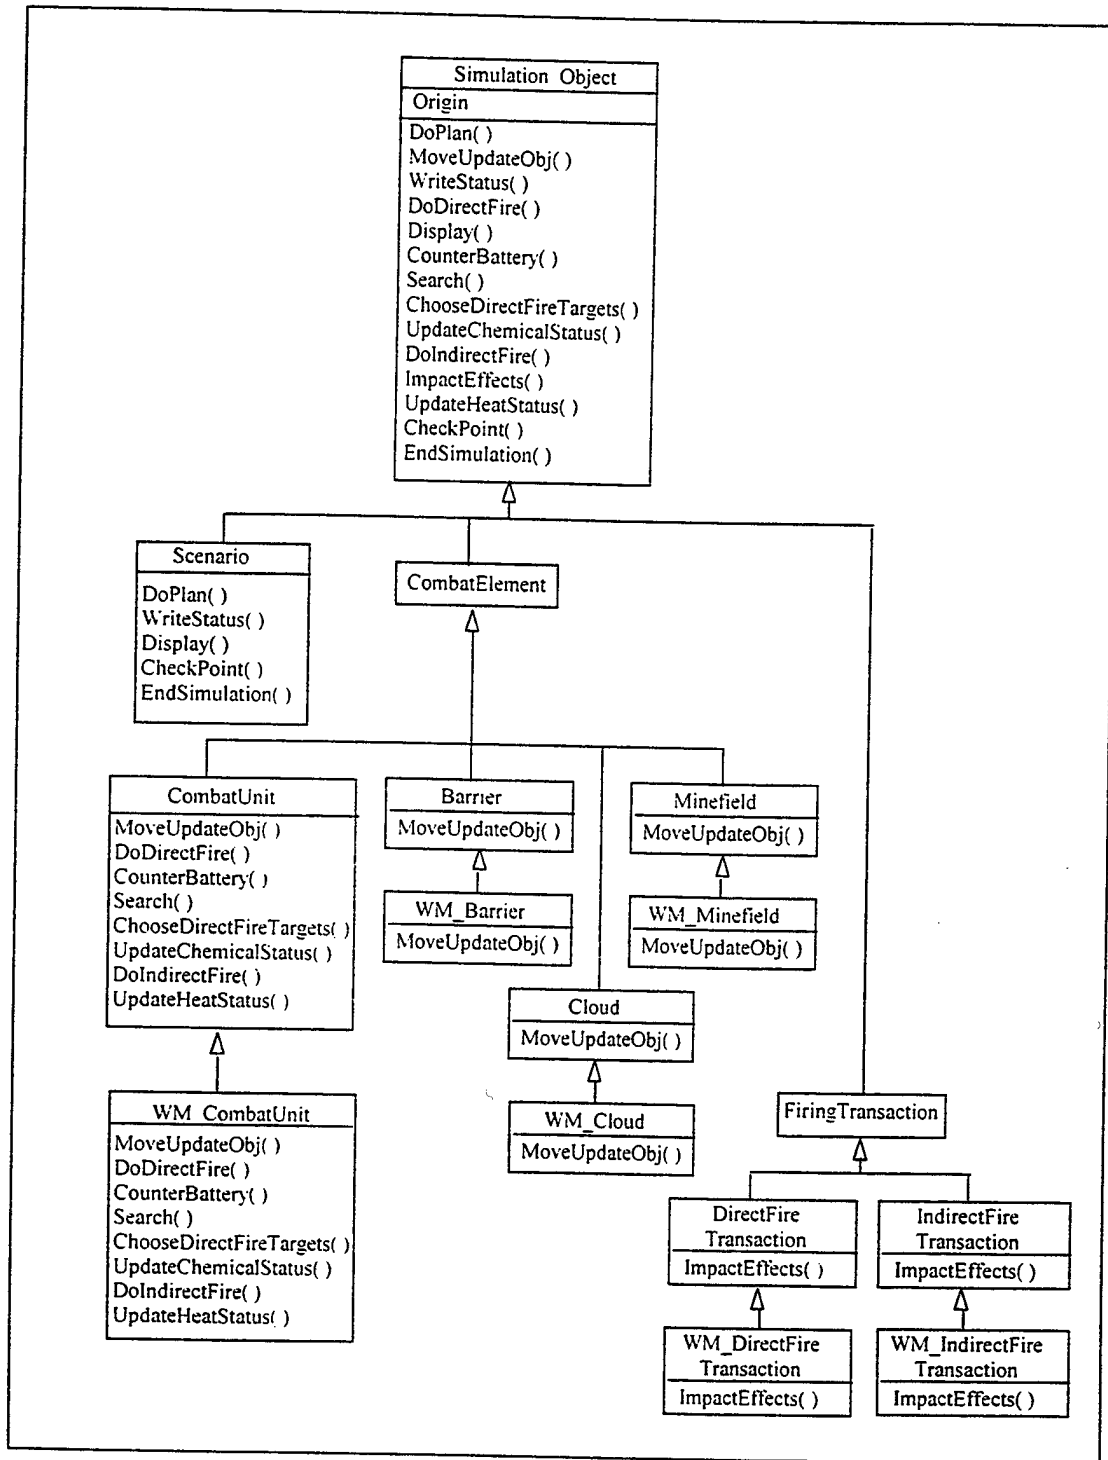 Simulation Object
Origin
DoPlan( )
MoveUpdateObj( )
WriteStatus( )
DoDirectFire( )
Display( )
CounterBattery( )
Search( )
ChooseDirectFireTargets( )
UpdateChemicalStatus( )
DoIndirectFire( )
ImpactEffects( )
UpdateHeatStatus( )
CheckPoint( )
EndSimulation( )
Scenario
DoPlan( )
WriteStatus( )
Display( )
CheckPoint( )
EndSimulation( )
CombatElement
CombatUnit
MoveUpdateObj( )
DoDirectFire( )
CounterBattery( )
Search( )
ChooseDirectFireTargets( )
UpdateChemicalStatus( )
DoIndirectFire( )
UpdateHeatStatus( )
Barrier
MoveUpdateObj( )
WM_Barrier
MoveUpdateObj( )
Minefield
MoveUpdateObj( )
WM_Minefield
MoveUpdateObj( )
Cloud
MoveUpdateObj( )
WM_Cloud
MoveUpdateObj( )
WM_CombatUnit
MoveUpdateObj( )
DoDirectFire( )
CounterBattery( )
Search( )
ChooseDirectFireTargets( )
UpdateChemicalStatus( )
DoIndirectFire( )
UpdateHeatStatus( )
FiringTransaction
DirectFire
Transaction
ImpactEffects( )
IndirectFire
Transaction
ImpactEffects( )
WM_DirectFire
Transaction
ImpactEffects( )
WM_IndirectFire
Transaction
ImpactEffects( )